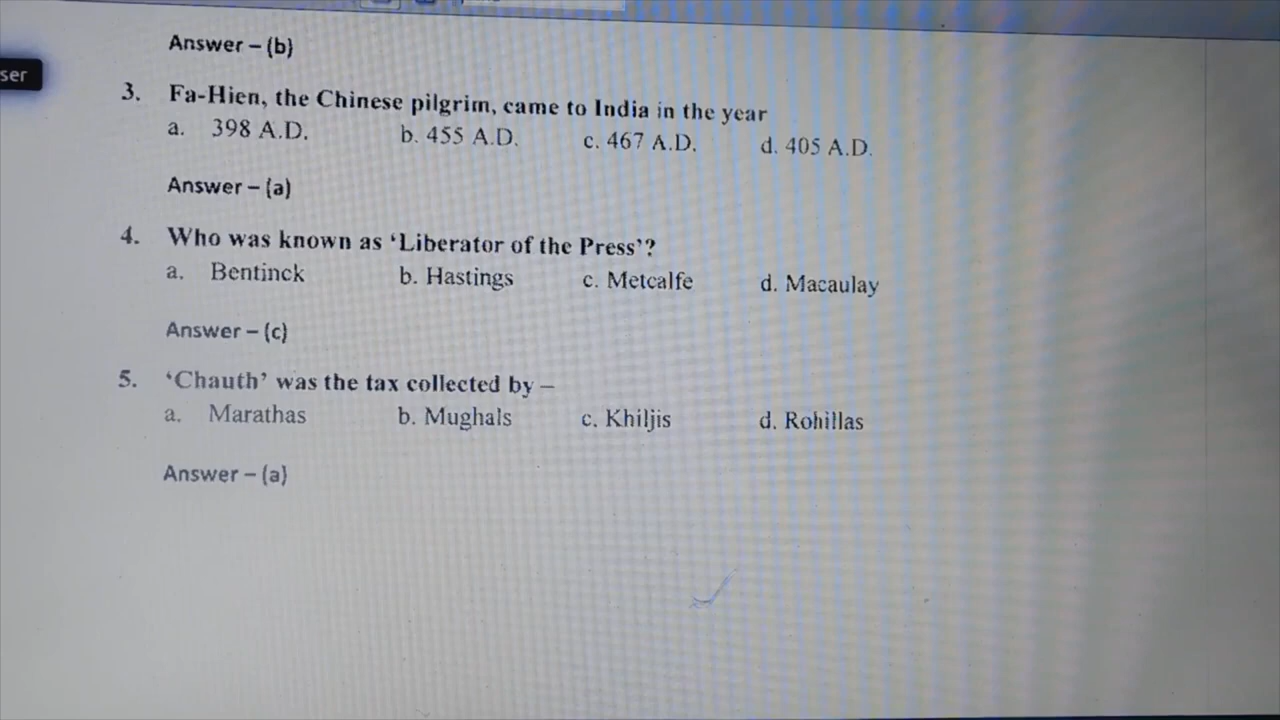 Answer – (b)
ser
3. Fa-Hien, the Chinese pilgrim, came to India in the year
a. 398 A.D. b. 455 A.D. c. 467 A.D. d. 405 A.D.
Answer – (a)
4. Who was known as ‘Liberator of the Press’?
a. Bentinck b. Hastings c. Metcalfe d. Macaulay
Answer – (c)
5. ‘Chauth’ was the tax collected by –
a. Marathas b. Mughals c. Khiljis d. Rohillas
Answer – (a)